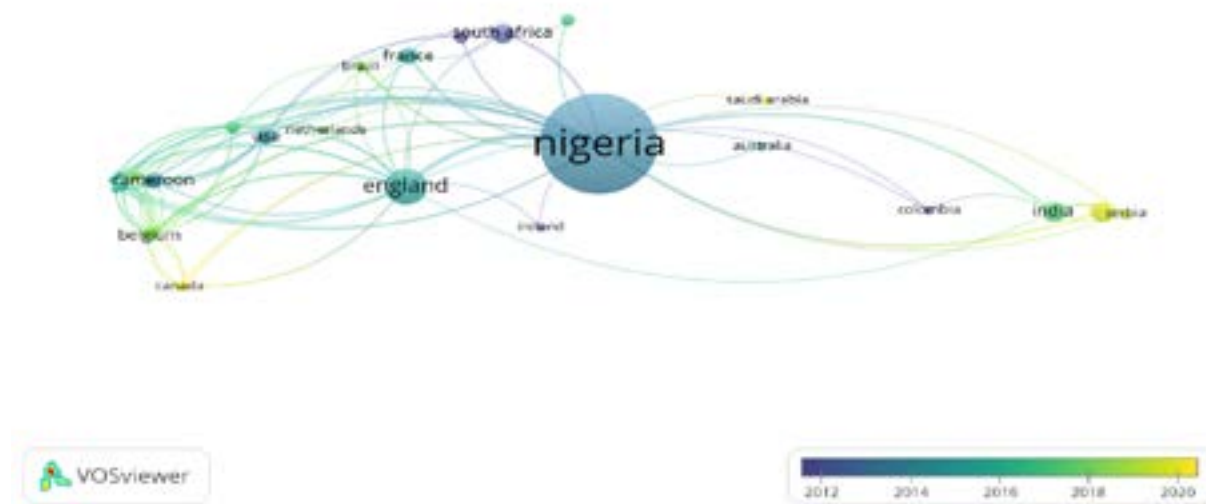 south africa
france
brazil
saudi arabia
netherlands
nigeria
australia
cameroon
england
colombia
india
belgium
ireland
canada
VOSviewer
2012 2014 2016 2018 2020